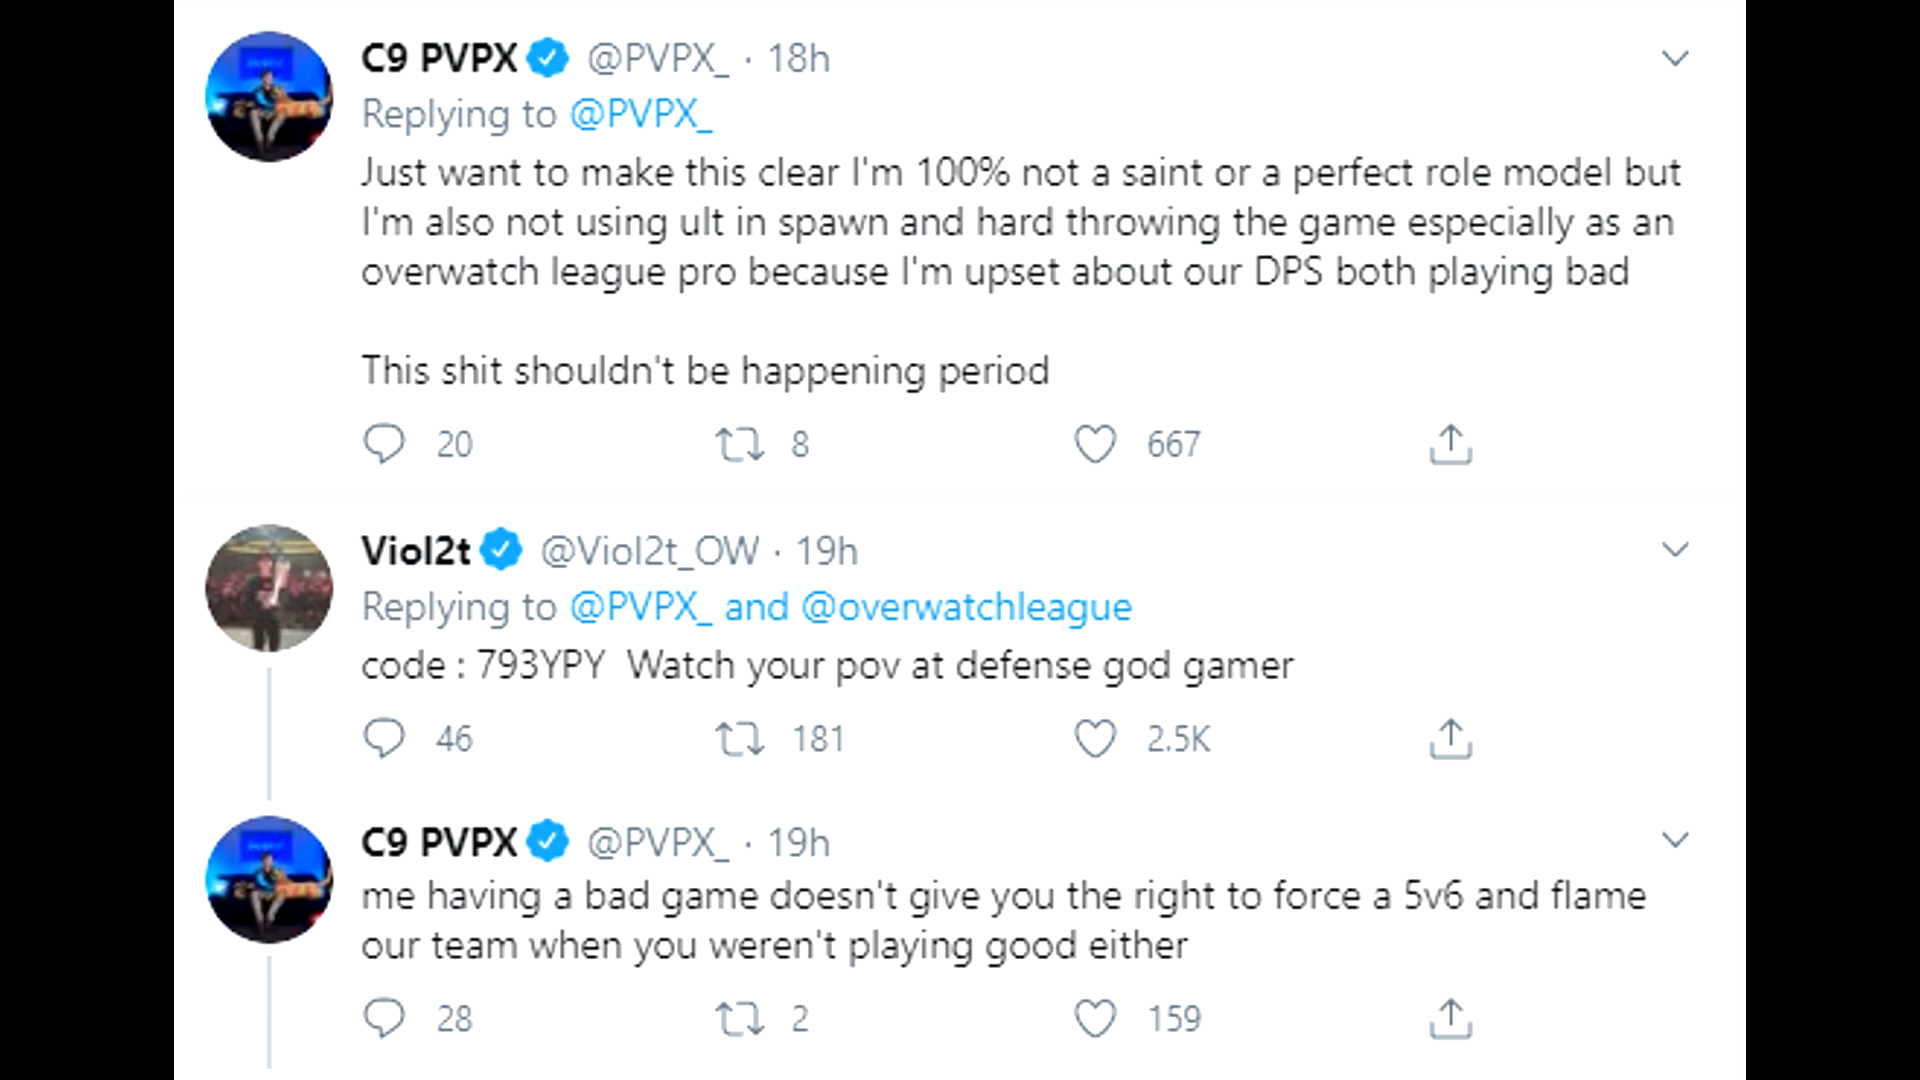 C9 PVPX @PVPX_ · 18h
Replying to @PVPX_
Just want to make this clear I'm 100% not a saint or a perfect role model but
I'm also not using ult in spawn and hard throwing the game especially as an
overwatch league pro because I'm upset about our DPS both playing bad
This shit shouldn't be happening period
20 8 667
Viol2t @Viol2t_OW · 19h
Replying to @PVPX_ and @overwatchleague
code : 793YPY Watch your pov at defense god gamer
46 181 2.5K
C9 PVPX @PVPX_ · 19h
me having a bad game doesn't give you the right to force a 5v6 and flame
our team when you weren't playing good either
28 2 159